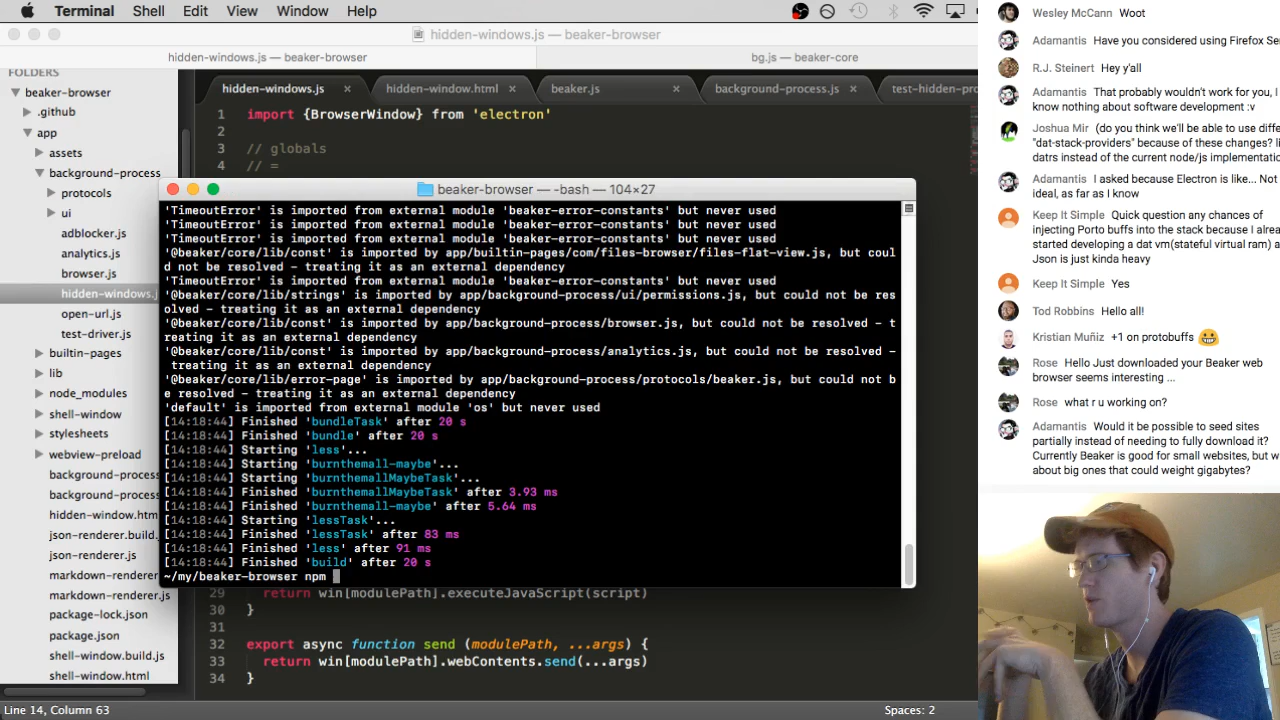 Terminal Shell Edit View Window Help
hidden-windows.js — beaker-browser
hidden-windows.js — beaker-browser
bg.js — beaker-core
FOLDERS
beaker-browser
.github
app
assets
background-process
protocols
ui
adblocker.js
analytics.js
browser.js
hidden-windows.j
open-url.js
test-driver.js
builtin-pages
lib
node_modules
shell-window
stylesheets
webview-preload
background-proces
background-proces
hidden-window.htm
json-renderer.build.
json-renderer.js
markdown-renderer
markdown-renderer.js
package-lock.json
package.json
shell-window.build.js
shell-window.html
hidden-windows.js ×
hidden-window.html ×
beaker.js ×
background-process.js ×
test-hidden-pro
1 import {BrowserWindow} from 'electron'
2
3 // globals
4 // =
beaker-browser — -bash — 104×27
'TimeoutError' is imported from external module 'beaker-error-constants' but never used
'TimeoutError' is imported from external module 'beaker-error-constants' but never used
'TimeoutError' is imported from external module 'beaker-error-constants' but never used
'@beaker/core/lib/const' is imported by app/builtin-pages/com/files-browser/files-flat-view.js, but coul
d not be resolved – treating it as an external dependency
'TimeoutError' is imported from external module 'beaker-error-constants' but never used
'@beaker/core/lib/strings' is imported by app/background-process/ui/permissions.js, but could not be res
olved – treating it as an external dependency
'@beaker/core/lib/const' is imported by app/background-process/browser.js, but could not be resolved – t
reating it as an external dependency
'@beaker/core/lib/const' is imported by app/background-process/analytics.js, but could not be resolved –
treating it as an external dependency
'@beaker/core/lib/error-page' is imported by app/background-process/protocols/beaker.js, but could not b
e resolved – treating it as an external dependency
'default' is imported from external module 'os' but never used
[14:18:44] Finished 'bundleTask' after 20 s
[14:18:44] Finished 'bundle' after 20 s
[14:18:44] Starting 'less'...
[14:18:44] Starting 'burnthemall-maybe'...
[14:18:44] Starting 'burnthemallMaybeTask'...
[14:18:44] Finished 'burnthemallMaybeTask' after 3.93 ms
[14:18:44] Finished 'burnthemall-maybe' after 5.64 ms
[14:18:44] Starting 'lessTask'...
[14:18:44] Finished 'lessTask' after 83 ms
[14:18:44] Finished 'less' after 91 ms
[14:18:44] Finished 'build' after 20 s
~/my/beaker-browser npm
29 return win[modulePath].executeJavaScript(script)
30 }
31
32 export async function send (modulePath, ...args) {
33 return win[modulePath].webContents.send(...args)
34 }
Line 14, Column 63
Spaces: 2
Wesley McCann Woot
Adamantis Have you considered using Firefox Se
R.J. Steinert Hey y'all
Adamantis That probably wouldn't work for you, I
know nothing about software development :v
Joshua Mir (do you think we'll be able to use diffe
"dat-stack-providers" because of these changes? li
datrs instead of the current node/js implementatio
Adamantis I asked because Electron is like... Not
ideal, as far as I know
Keep It Simple Quick question any chances of
injecting Porto buffs into the stack because I alrea
started developing a dat vm(stateful virtual ram) a
Json is just kinda heavy
Keep It Simple Yes
Tod Robbins Hello all!
Kristian Muñiz +1 on protobuffs
Rose Hello Just downloaded your Beaker web
browser seems interesting ...
Rose what r u working on?
Adamantis Would it be possible to seed sites
partially instead of needing to fully download it?
Currently Beaker is good for small websites, but w
about big ones that could weight gigabytes?